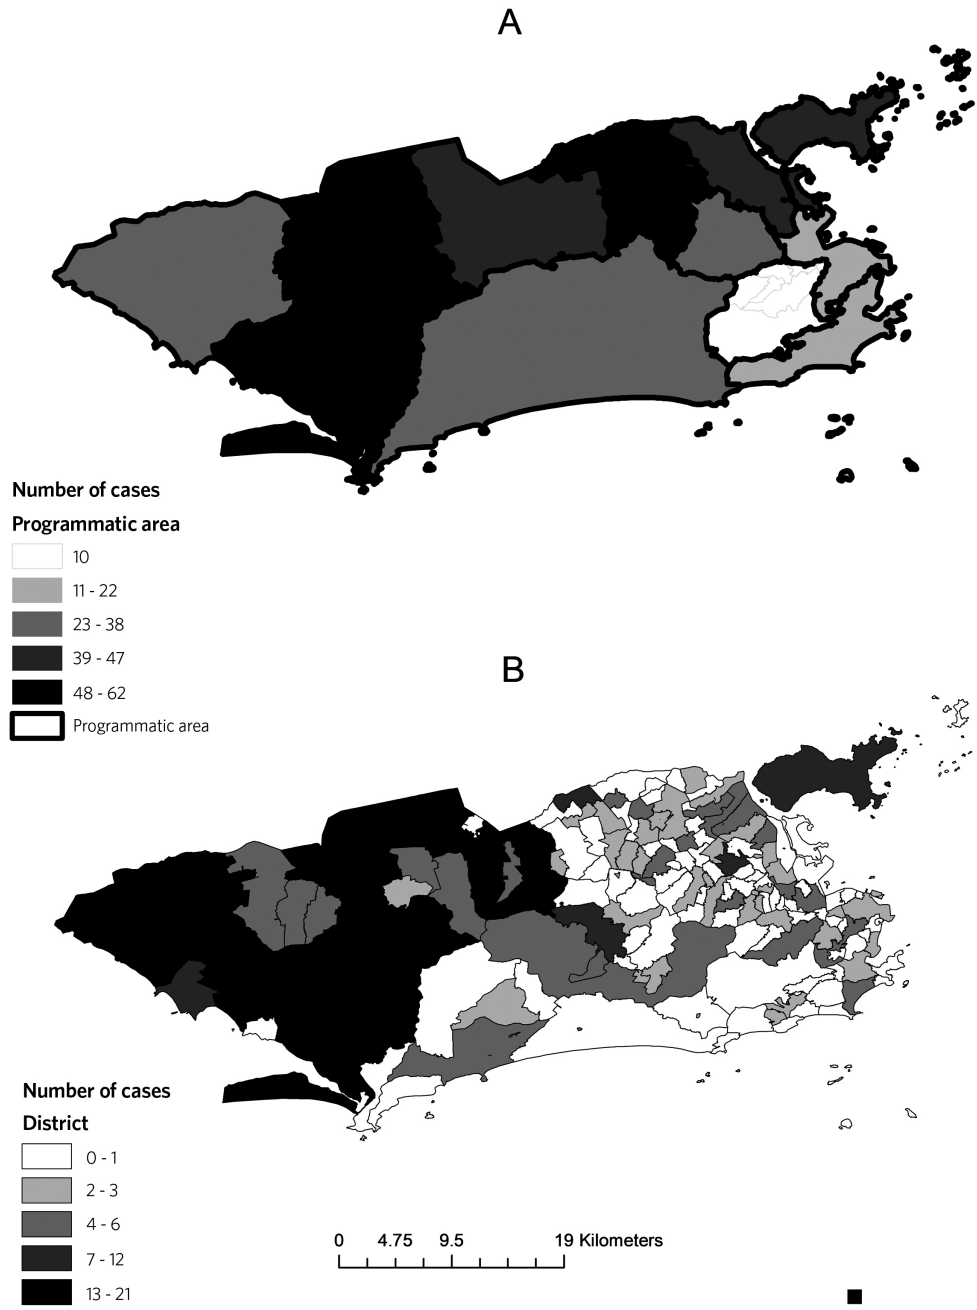 A
Number of cases
Programmatic area
10
11 - 22
23 - 38
39 - 47
48 - 62
Programmatic area
B
Number of cases
District
0 - 1
2 - 3
4 - 6
7 - 12
13 - 21
0 4.75 9.5 19 Kilometers